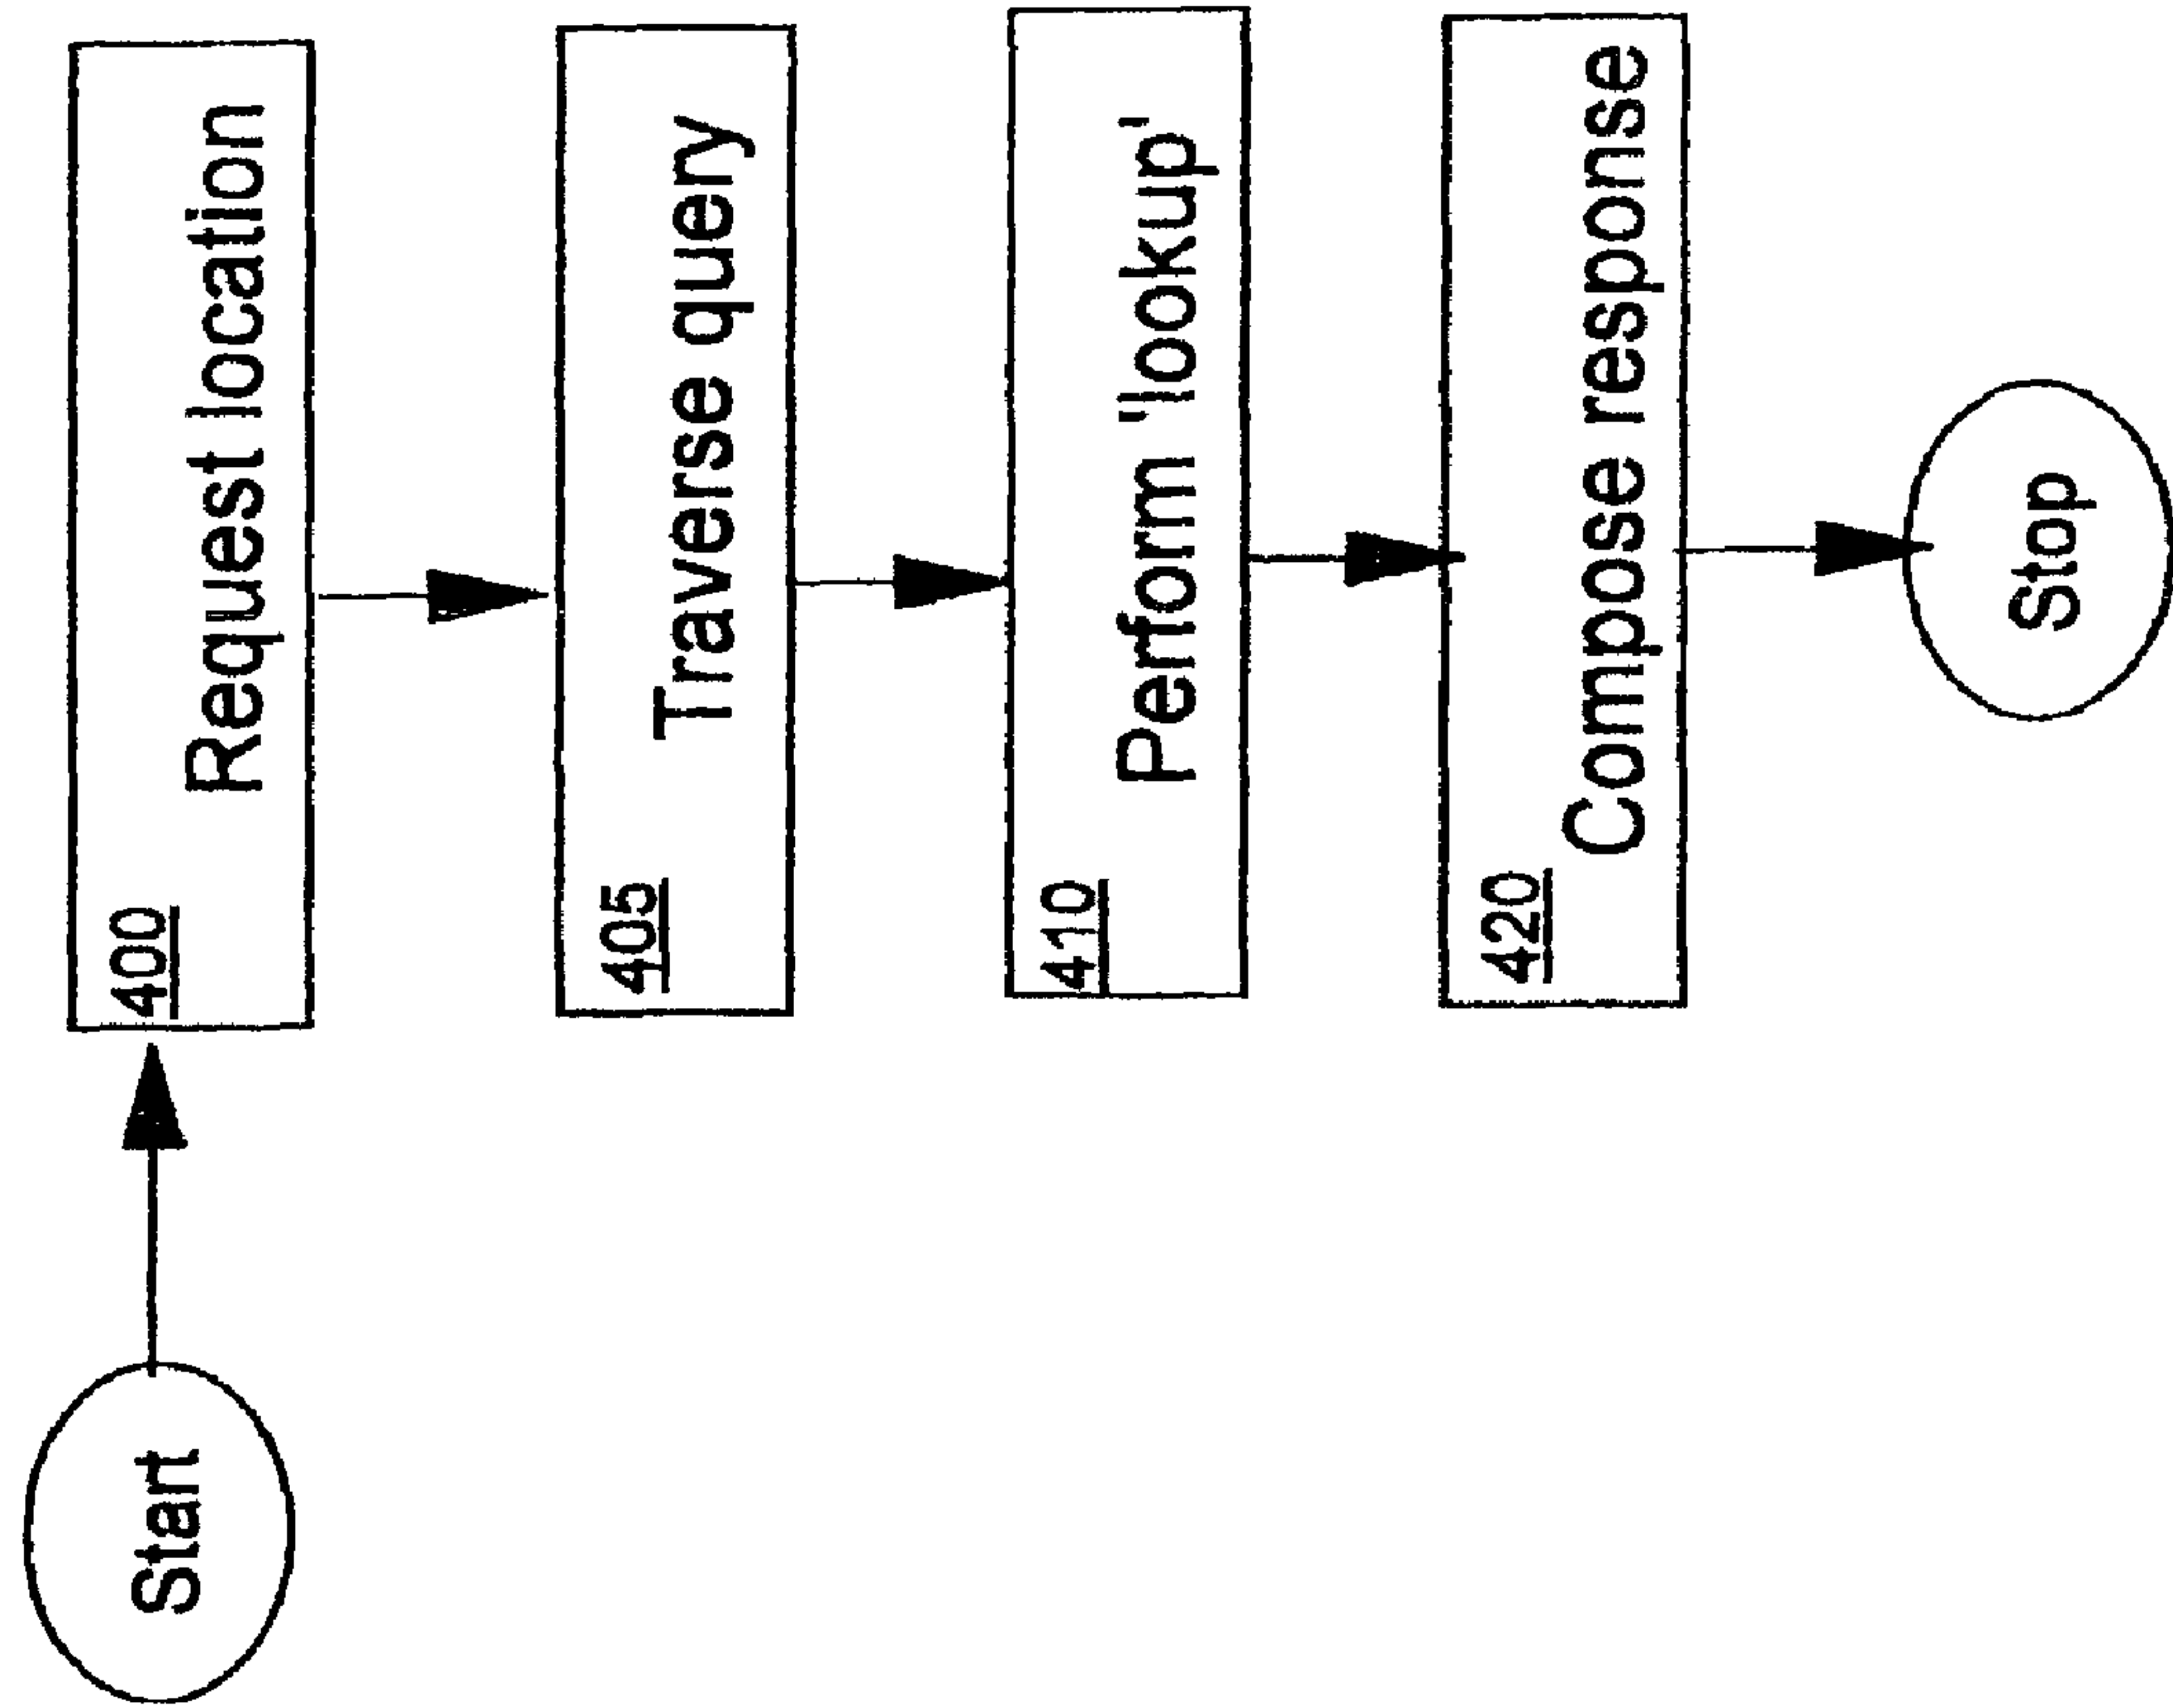 Start
400
Request location
405
Traverse query
410
Perform "lookup'
420
Compose response
Stop